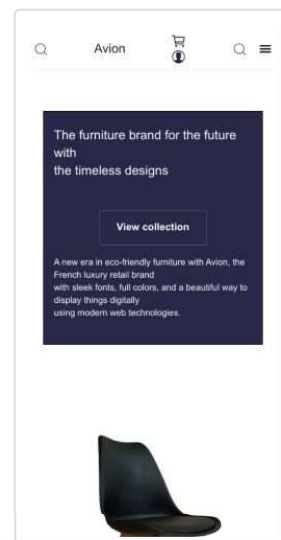 Avion
The furniture brand for the future
with
the timeless designs
View collection
A new era in eco-friendly furniture with Avion, the
French luxury retail brand
with sleek fonts, full colors, and a beautiful way to
display things digitally
using modern web technologies.